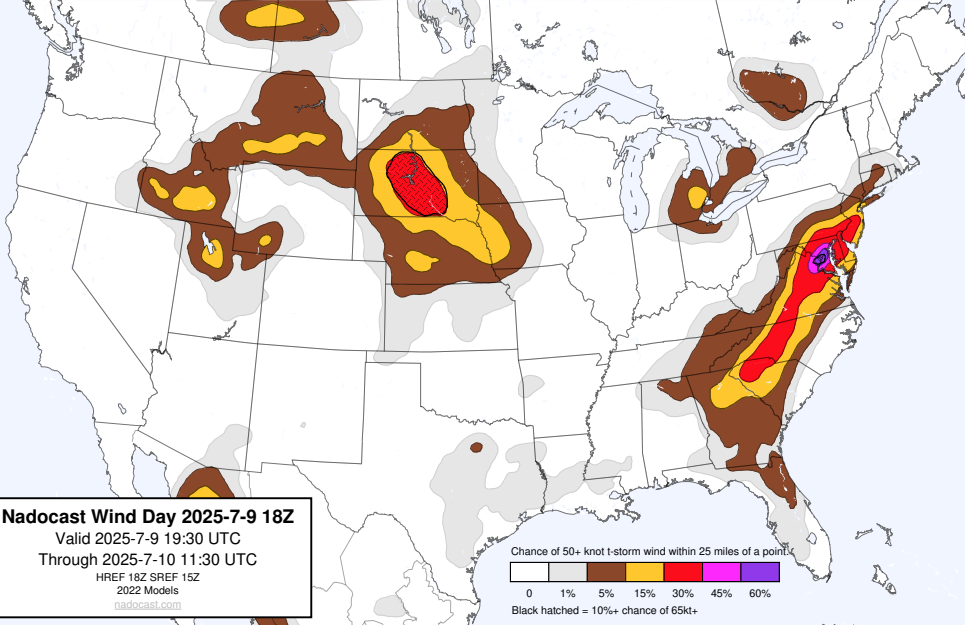 Nadocast Wind Day 2025-7-9 18Z
Valid 2025-7-9 19:30 UTC
Through 2025-7-10 11:30 UTC
HREF 18Z SREF 15Z
2022 Models
nadocast.com
Chance of 50+ knot t-storm wind within 25 miles of a point.
0 1% 5% 15% 30% 45% 60%
Black hatched = 10%+ chance of 65kt+